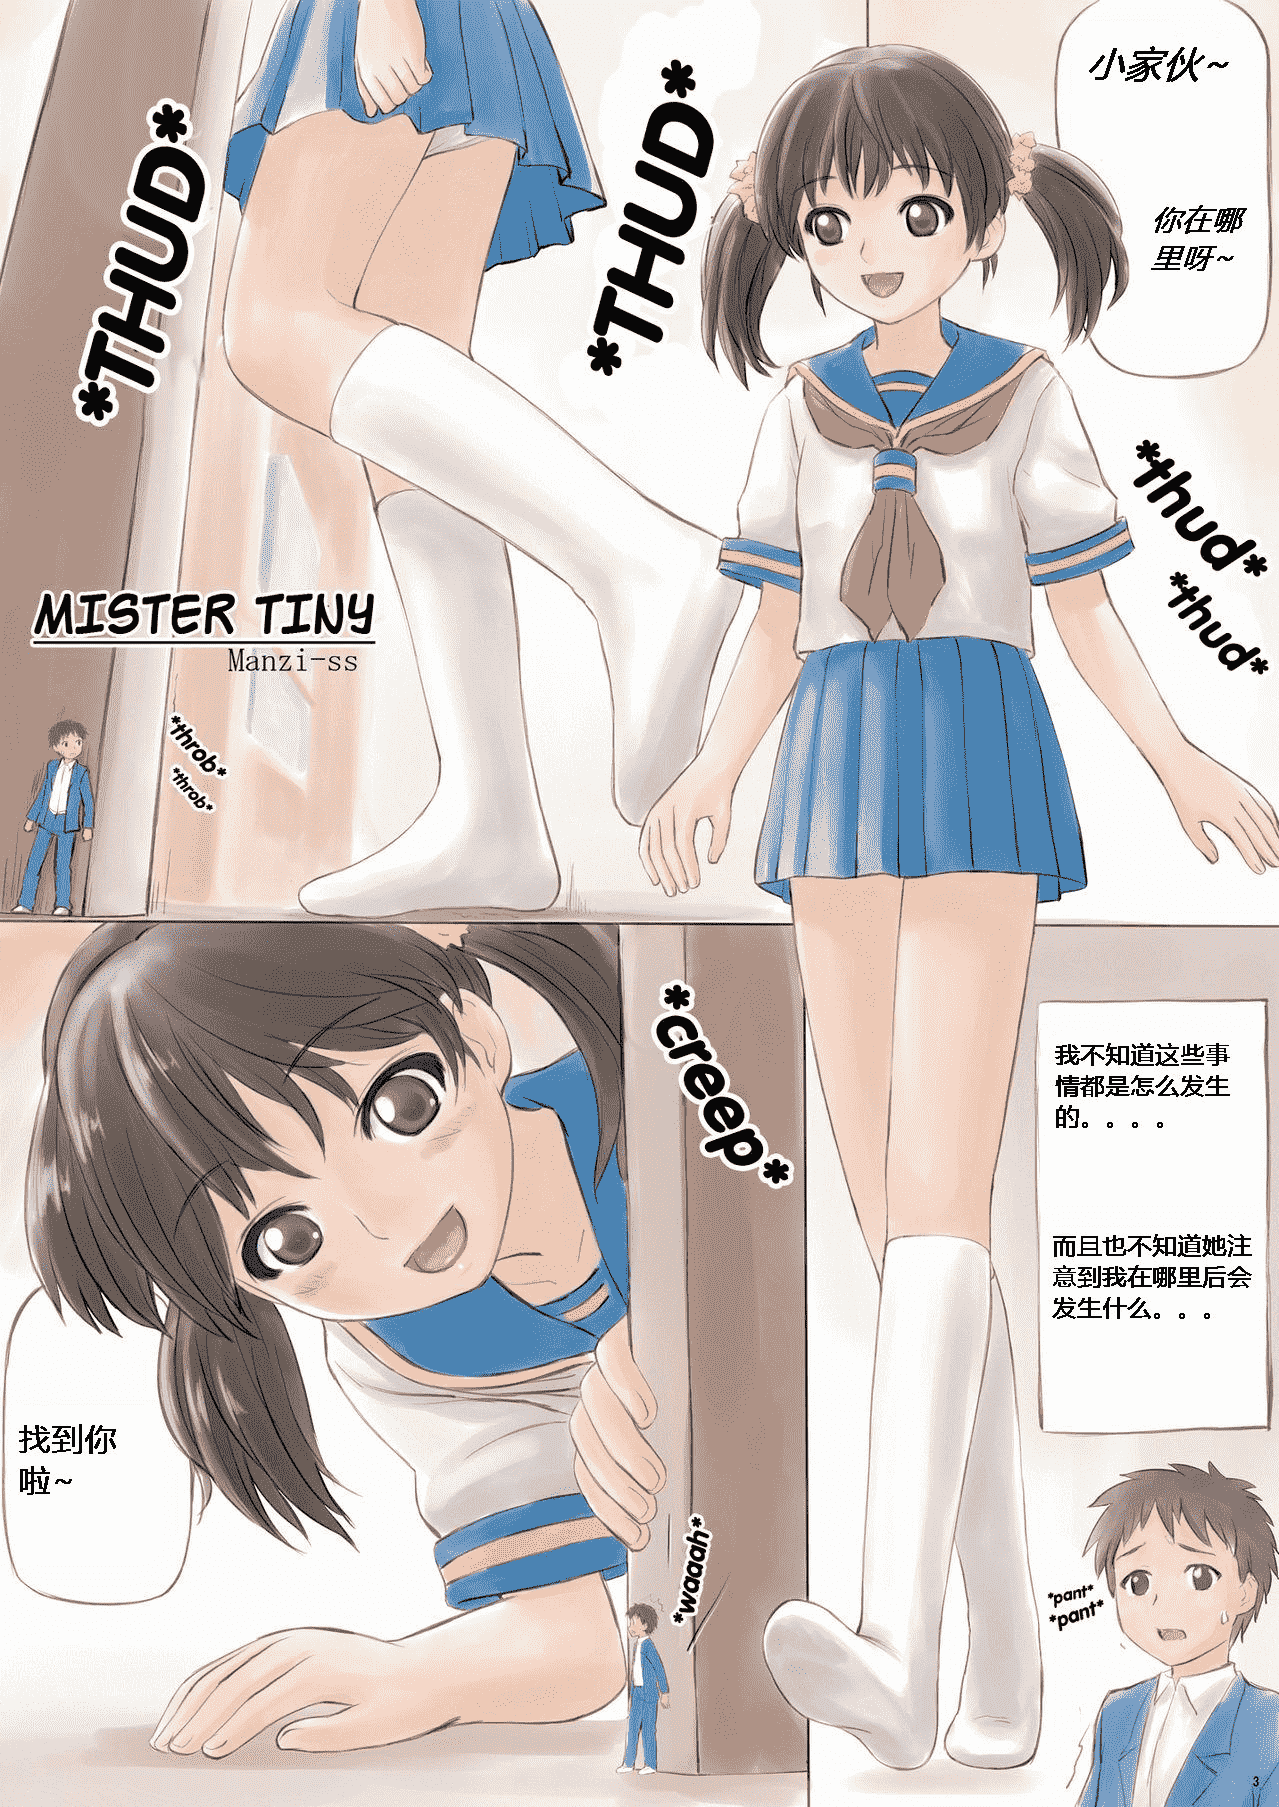 小家伙~
你在哪
里呀~
*THUD*
*THUD*
*thud*
*thud*
MISTER TINY
Manzi-ss
*throb*
*throb*
*creep*
找到你
啦~
*waaah*
我不知道这些事
情都是怎么发生
的。。。。
而且也不知道她注
意到我在哪里后会
发生什么。。。
*pant*
*pant*
3